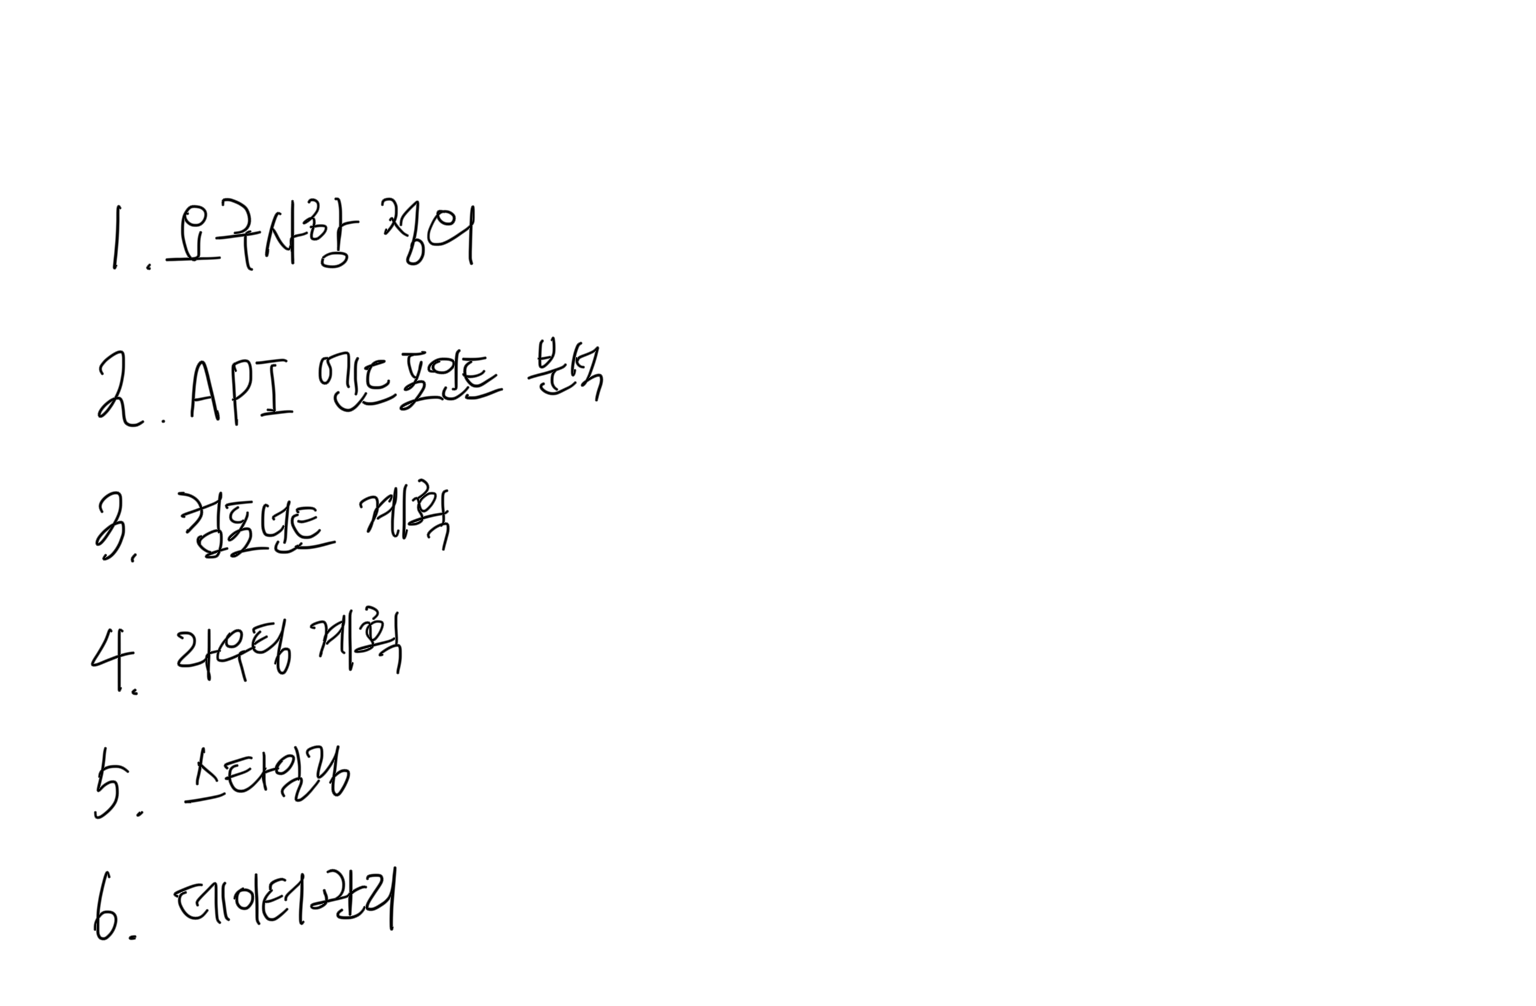 1. 요구사항 정의
2. API 엔드포인트 분석
3. 컴포넌트 계획
4. 라우팅 계획
5. 스타일링
6. 데이터관리